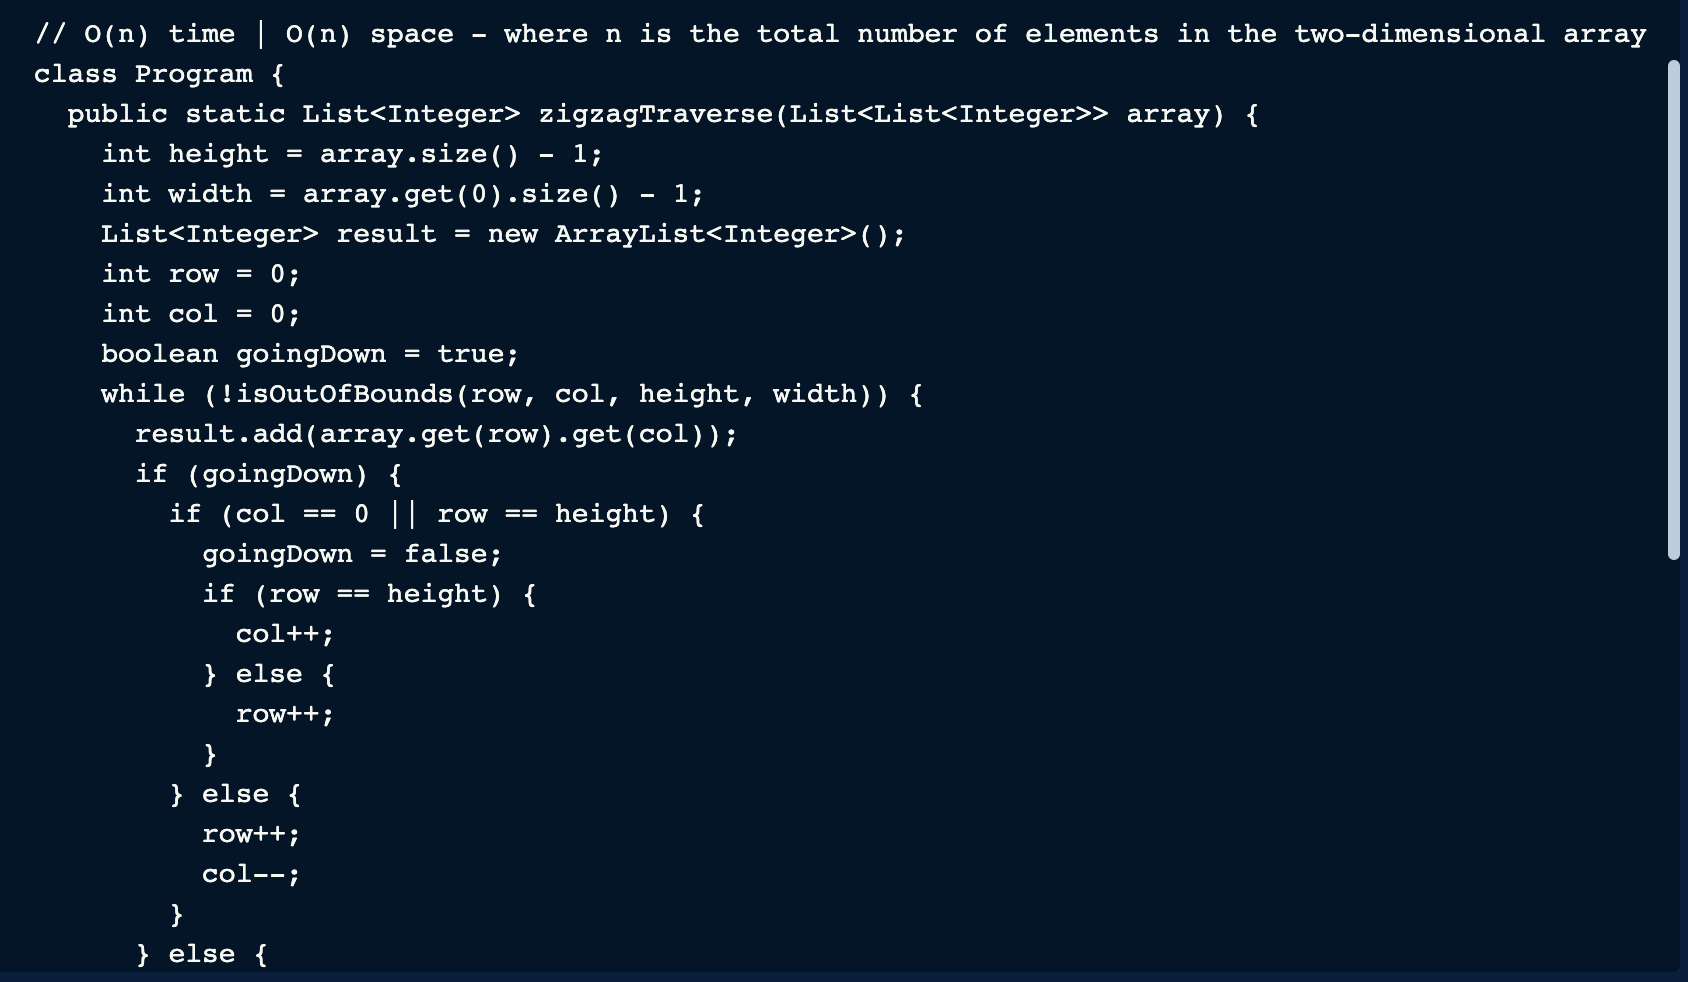 // O(n) time | O(n) space - where n is the total number of elements in the two-dimensional array
class Program {
  public static List<Integer> zigzagTraverse(List<List<Integer>> array) {
    int height = array.size() - 1;
    int width = array.get(0).size() - 1;
    List<Integer> result = new ArrayList<Integer>();
    int row = 0;
    int col = 0;
    boolean goingDown = true;
    while (!isOutOfBounds(row, col, height, width)) {
      result.add(array.get(row).get(col));
      if (goingDown) {
        if (col == 0 || row == height) {
          goingDown = false;
          if (row == height) {
            col++;
          } else {
            row++;
          }
        } else {
          row++;
          col--;
        }
      } else {